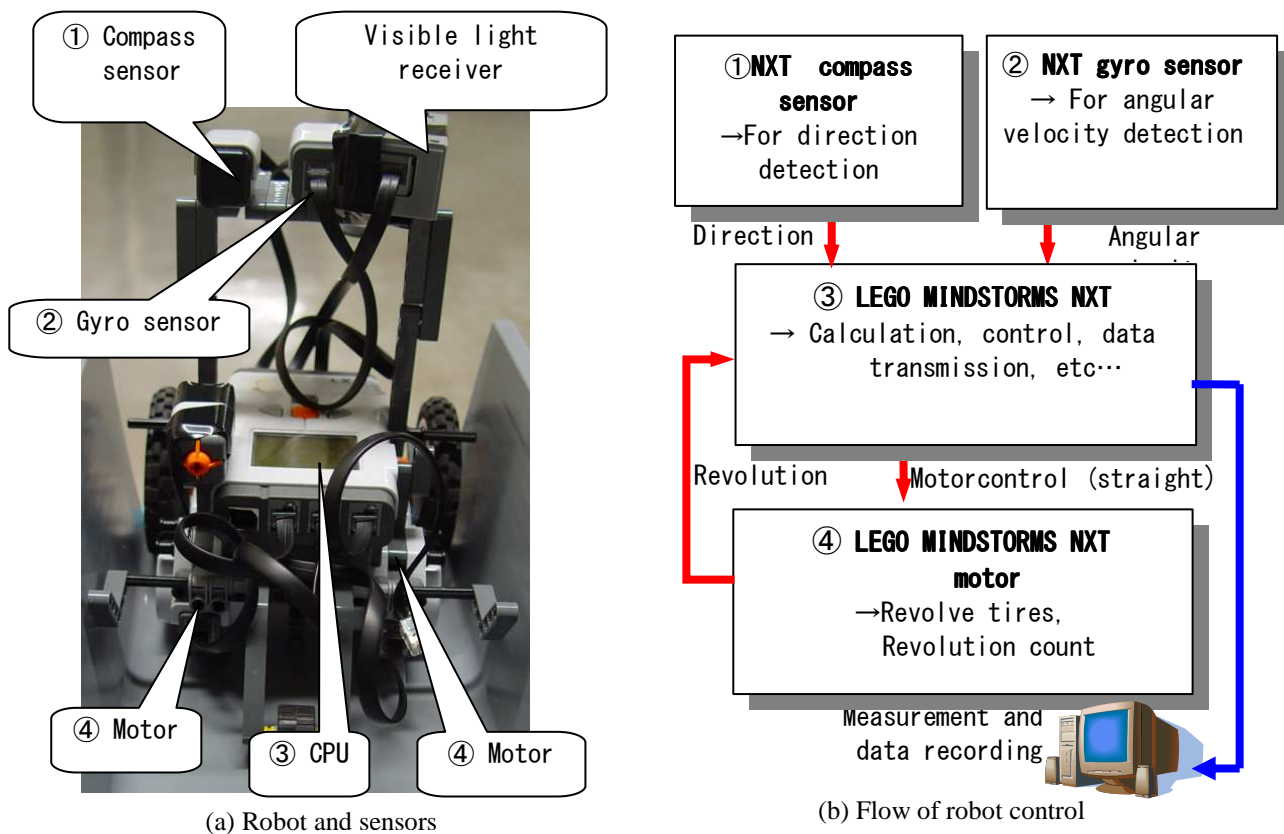 ① Compass
sensor
Visible light
receiver
② Gyro sensor
④ Motor
③ CPU
④ Motor
(a) Robot and sensors
①NXT compass
sensor
→For direction
detection
② NXT gyro sensor
→ For angular
velocity detection
Direction
Angular
③ LEGO MINDSTORMS NXT
→ Calculation, control, data
transmission, etc…
Revolution
Motorcontrol (straight)
④ LEGO MINDSTORMS NXT
motor
→Revolve tires,
Revolution count
Measurement and
data recording
(b) Flow of robot control